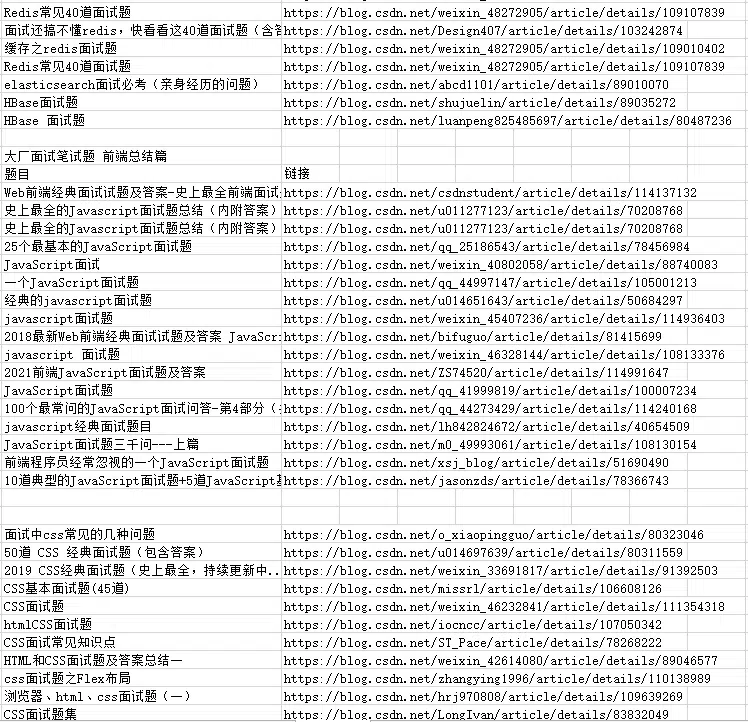 Redis常见40道面试题 https://blog.csdn.net/weixin_48272905/article/details/109107839
面试还搞不懂redis，快看看这40道面试题（含答 https://blog.csdn.net/Design407/article/details/103242874
缓存之redis面试题 https://blog.csdn.net/weixin_48272905/article/details/109010402
Redis常见40道面试题 https://blog.csdn.net/weixin_48272905/article/details/109107839
elasticsearch面试必考（亲身经历的问题） https://blog.csdn.net/abcd1101/article/details/89010070
HBase面试题 https://blog.csdn.net/shujuelin/article/details/89035272
HBase 面试题 https://blog.csdn.net/luanpeng825485697/article/details/80487236
大厂面试笔试题 前端总结篇
题目 链接
Web前端经典面试试题及答案-史上最全前端面试 https://blog.csdn.net/csdnstudent/article/details/114137132
史上最全的Javascript面试题总结（内附答案） https://blog.csdn.net/u011277123/article/details/70208768
史上最全的Javascript面试题总结（内附答案） https://blog.csdn.net/u011277123/article/details/70208768
25个最基本的JavaScript面试题 https://blog.csdn.net/qq_25186543/article/details/78456984
JavaScript面试 https://blog.csdn.net/weixin_40802058/article/details/88740083
一个JavaScript面试题 https://blog.csdn.net/qq_44997147/article/details/105001213
经典的javascript面试题 https://blog.csdn.net/u014651643/article/details/50684297
javascript面试题 https://blog.csdn.net/weixin_45407236/article/details/114936403
2018最新Web前端经典面试试题及答案 JavaScr https://blog.csdn.net/bifuguo/article/details/81415699
javascript 面试题 https://blog.csdn.net/weixin_46328144/article/details/108133376
2021前端JavaScript面试题及答案 https://blog.csdn.net/ZS74520/article/details/114991647
JavaScript面试题 https://blog.csdn.net/qq_41999819/article/details/100007234
100个最常问的JavaScript面试问答-第4部分（ https://blog.csdn.net/qq_44273429/article/details/114240168
javascript经典面试题目 https://blog.csdn.net/lh842824672/article/details/40654509
JavaScript面试题三千问---上篇 https://blog.csdn.net/m0_49993061/article/details/108130154
前端程序员经常忽视的一个JavaScript面试题 https://blog.csdn.net/xsj_blog/article/details/51690490
10道典型的JavaScript面试题+5道JavaScript https://blog.csdn.net/jasonzds/article/details/78366743
面试中css常见的几种问题 https://blog.csdn.net/o_xiaopingguo/article/details/80323046
50道 CSS 经典面试题（包含答案） https://blog.csdn.net/u014697639/article/details/80311559
2019 CSS经典面试题（史上最全，持续更新中.. https://blog.csdn.net/weixin_33691817/article/details/91392503
CSS基本面试题(45道) https://blog.csdn.net/missrl/article/details/106608126
CSS面试题 https://blog.csdn.net/weixin_46232841/article/details/111354318
htmlCSS面试题 https://blog.csdn.net/iocncc/article/details/107050342
CSS面试常见知识点 https://blog.csdn.net/ST_Pace/article/details/78268222
HTML和CSS面试题及答案总结一 https://blog.csdn.net/weixin_42614080/article/details/89046577
css面试题之Flex布局 https://blog.csdn.net/zhangying1996/article/details/110138989
浏览器、html、css面试题（一） https://blog.csdn.net/hrj970808/article/details/109639269
CSS面试题集 https://blog.csdn.net/LongIvan/article/details/83832049